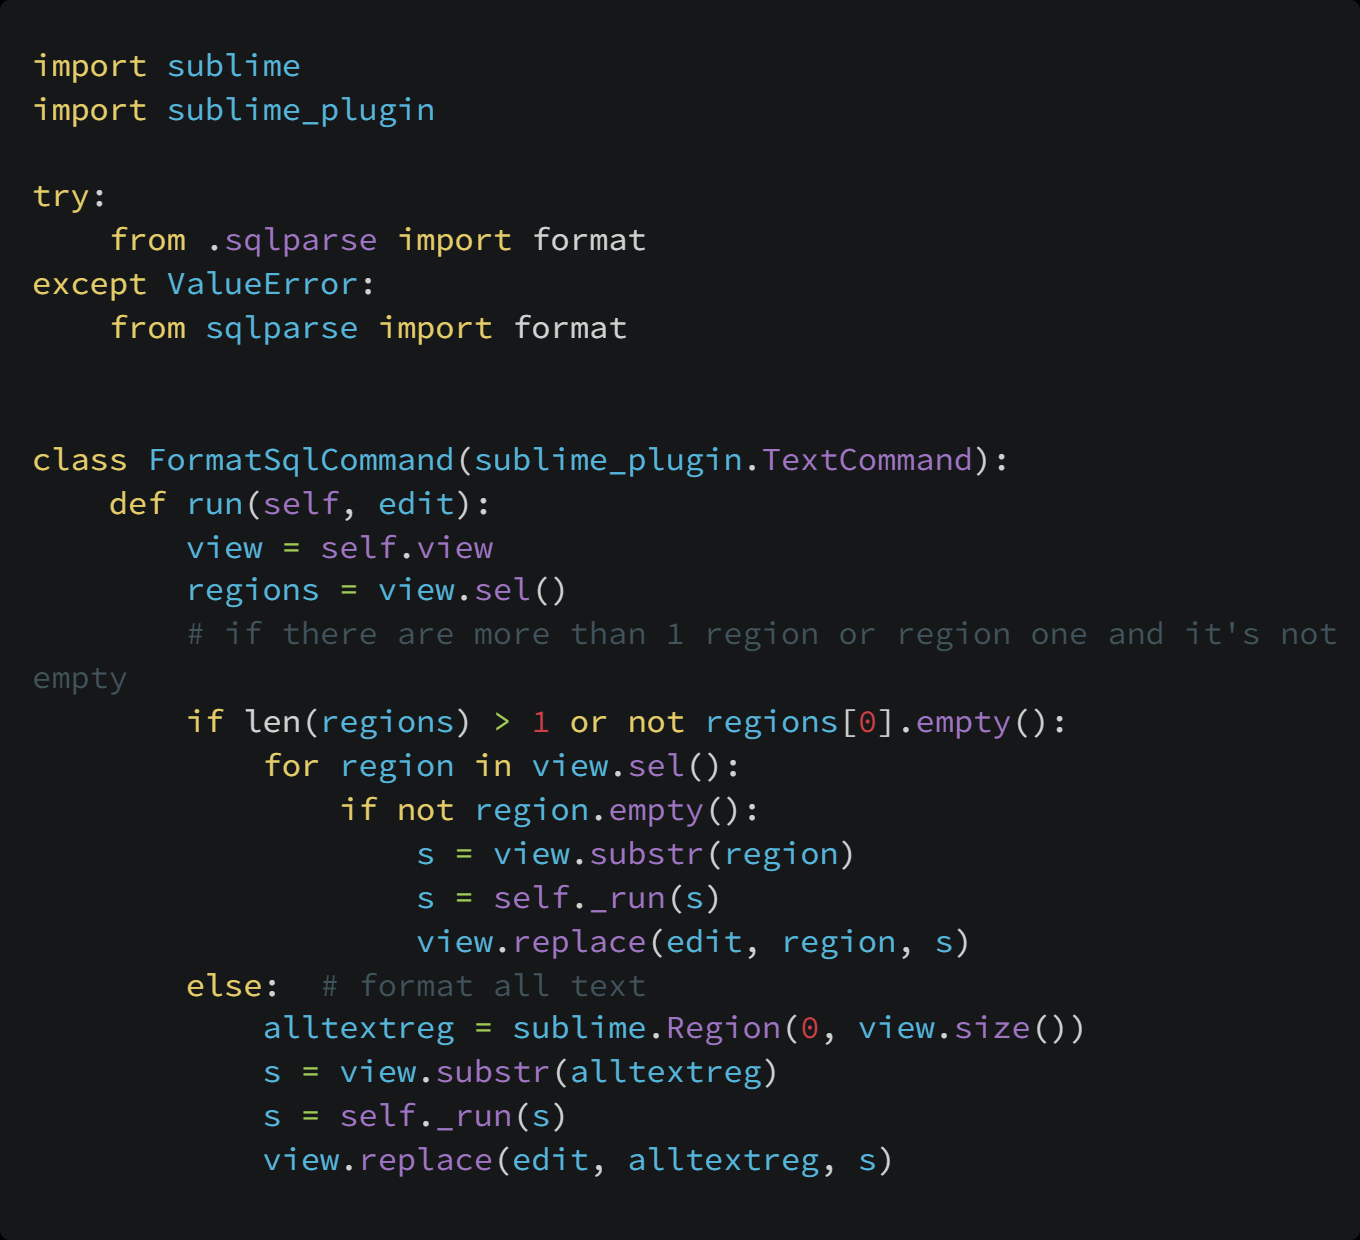 import sublime
import sublime_plugin

try:
    from .sqlparse import format
except ValueError:
    from sqlparse import format


class FormatSqlCommand(sublime_plugin.TextCommand):
    def run(self, edit):
        view = self.view
        regions = view.sel()
        # if there are more than 1 region or region one and it's not
empty
        if len(regions) > 1 or not regions[0].empty():
            for region in view.sel():
                if not region.empty():
                    s = view.substr(region)
                    s = self._run(s)
                    view.replace(edit, region, s)
        else:  # format all text
            alltextreg = sublime.Region(0, view.size())
            s = view.substr(alltextreg)
            s = self._run(s)
            view.replace(edit, alltextreg, s)